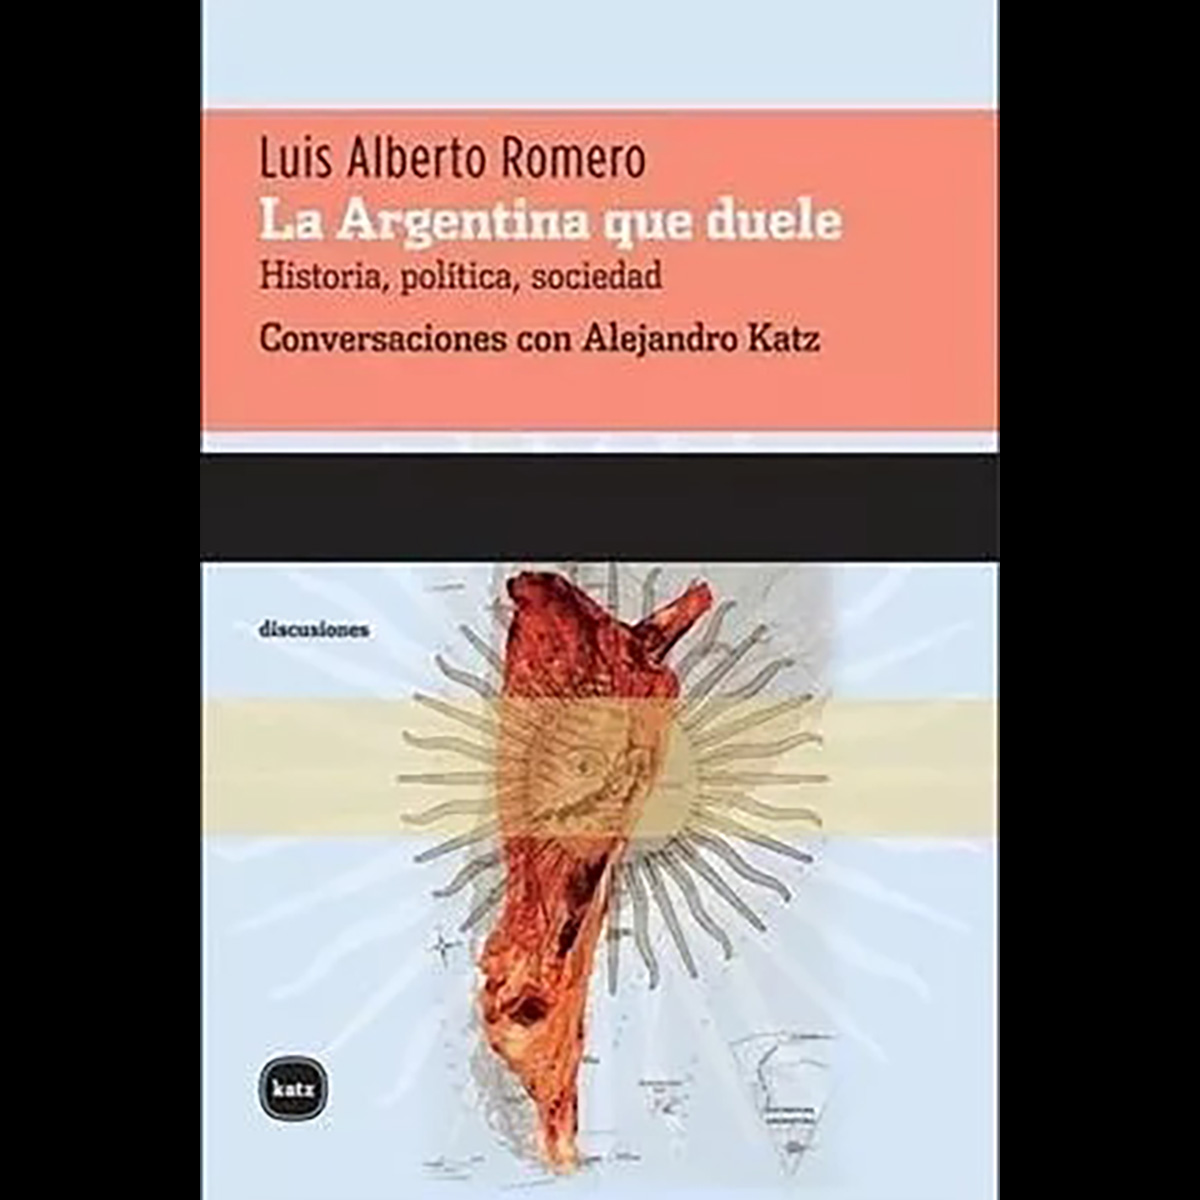 Luis Alberto Romero
La Argentina que duele
Historia, política, sociedad
Conversaciones con Alejandro Katz
discusiones
katz